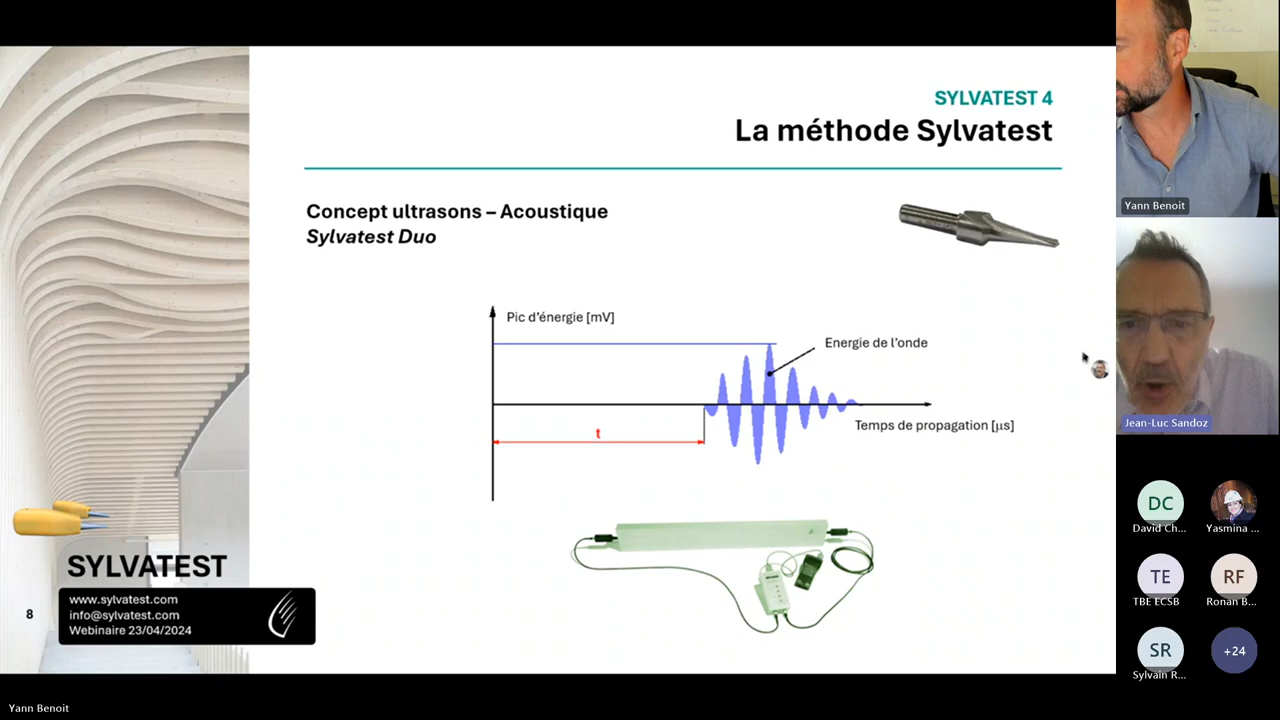 SYLVATEST 4
La méthode Sylvatest
Concept ultrasons – Acoustique
Sylvatest Duo
Pic d'énergie [mV]
Energie de l'onde
t
Temps de propagation [µs]
SYLVATEST
www.sylvatest.com
info@sylvatest.com
Webinaire 23/04/2024
8
Yann Benoit
Jean-Luc Sandoz
DC
David Ch...
Yasmina ...
TE
TBE ECSB
RF
Ronan B...
SR
Sylvain R...
+24
Yann Benoit